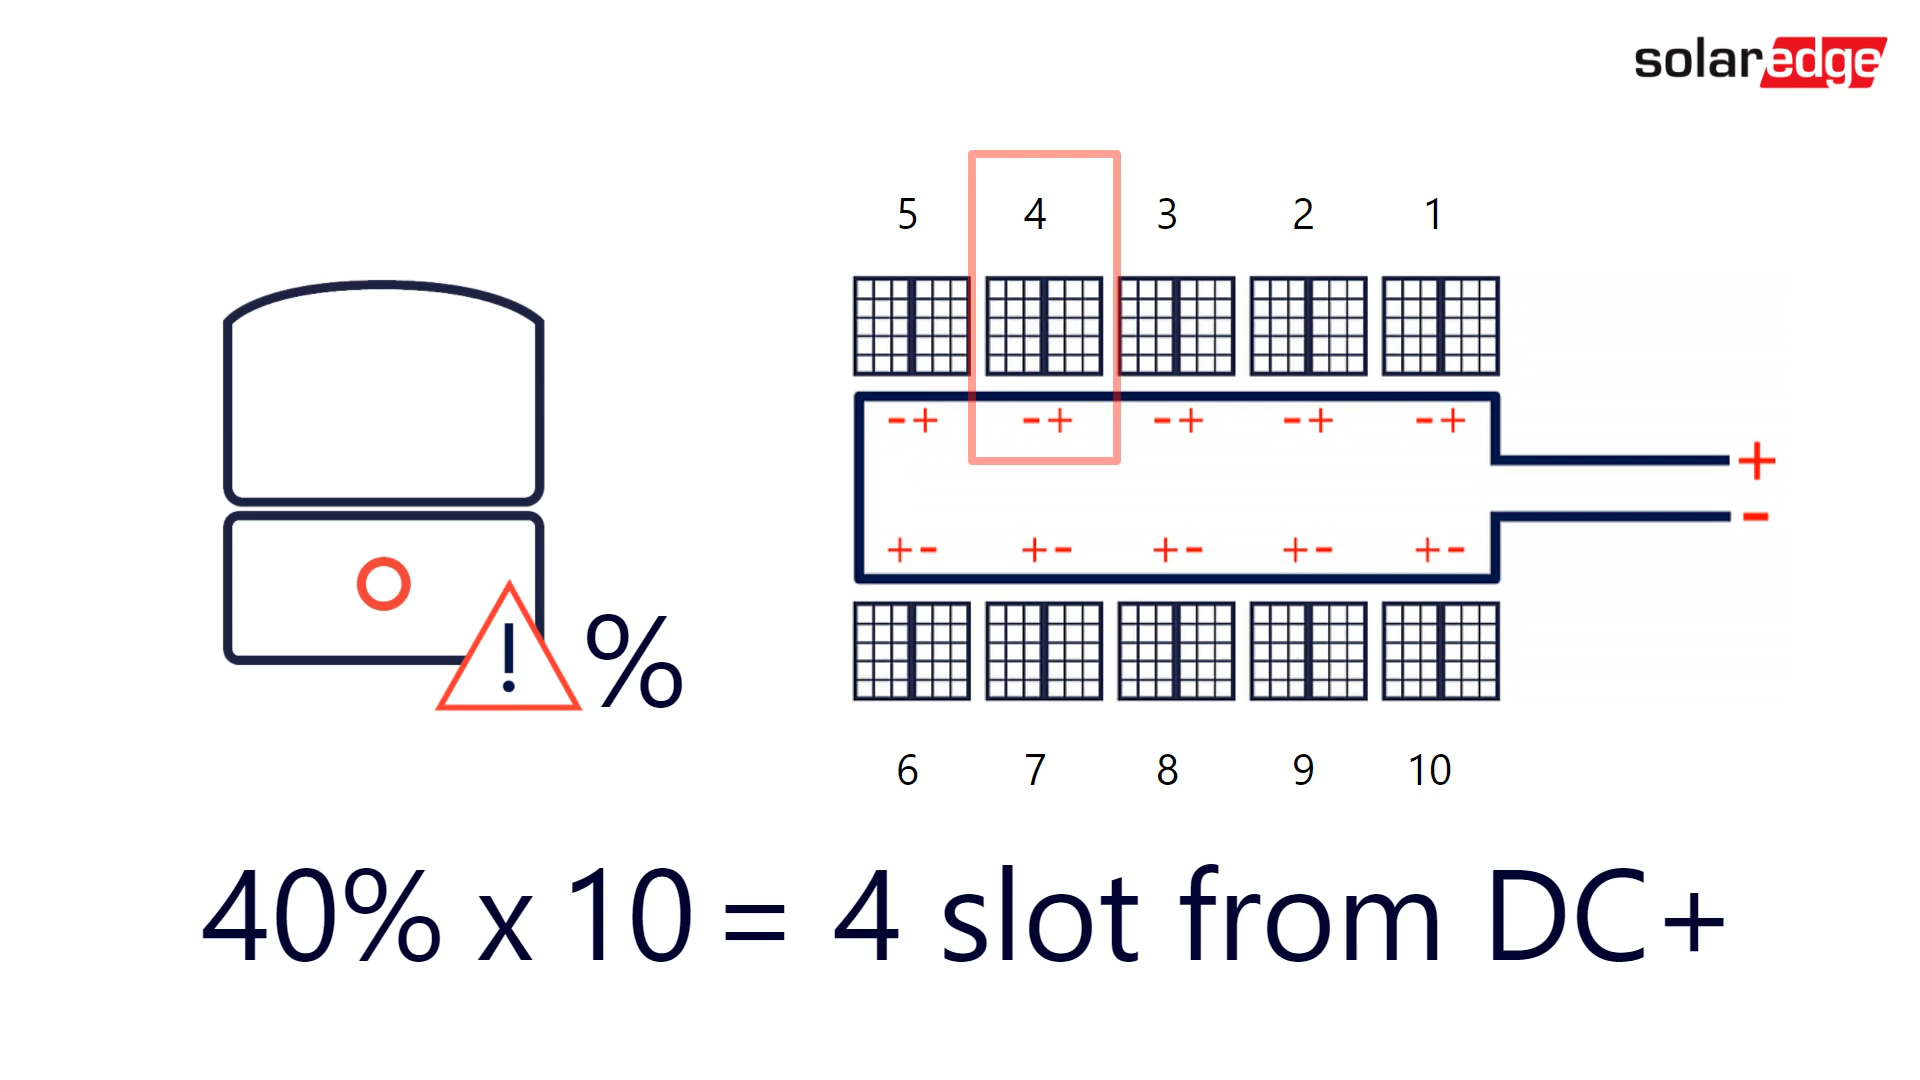 solaredge
5 4 3 2 1
-+ -+ -+ -+ -+
+
-
+- +- +- +- +-
! %
6 7 8 9 10
40% x 10 = 4 slot from DC+